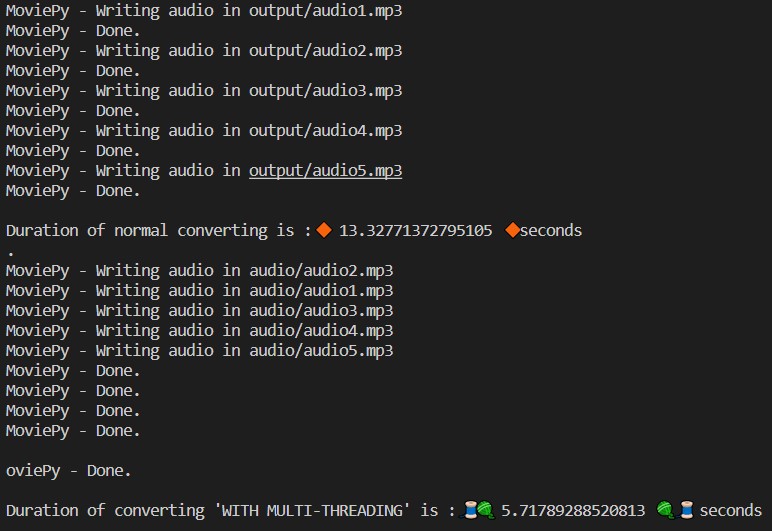 MoviePy - Writing audio in output/audio1.mp3
MoviePy - Done.
MoviePy - Writing audio in output/audio2.mp3
MoviePy - Done.
MoviePy - Writing audio in output/audio3.mp3
MoviePy - Done.
MoviePy - Writing audio in output/audio4.mp3
MoviePy - Done.
MoviePy - Writing audio in output/audio5.mp3
MoviePy - Done.
Duration of normal converting is :🔶 13.32771372795105 🔶seconds
.
MoviePy - Writing audio in audio/audio2.mp3
MoviePy - Writing audio in audio/audio1.mp3
MoviePy - Writing audio in audio/audio3.mp3
MoviePy - Writing audio in audio/audio4.mp3
MoviePy - Writing audio in audio/audio5.mp3
MoviePy - Done.
MoviePy - Done.
MoviePy - Done.
MoviePy - Done.
oviePy - Done.
Duration of converting 'WITH MULTI-THREADING' is : 🧵🧶 5.71789288520813 🧶🧵seconds